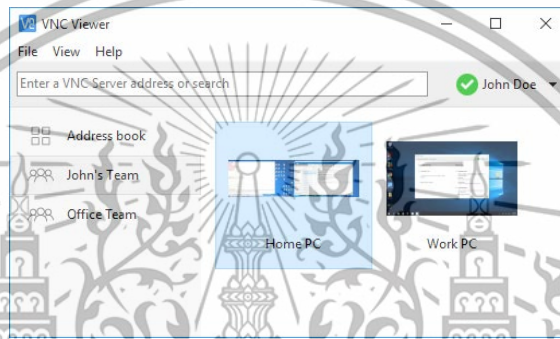 VNC Viewer
File View Help
Enter a VNC Server address or search
John Doe
Address book
John's Team
Office Team
Home PC
Work PC